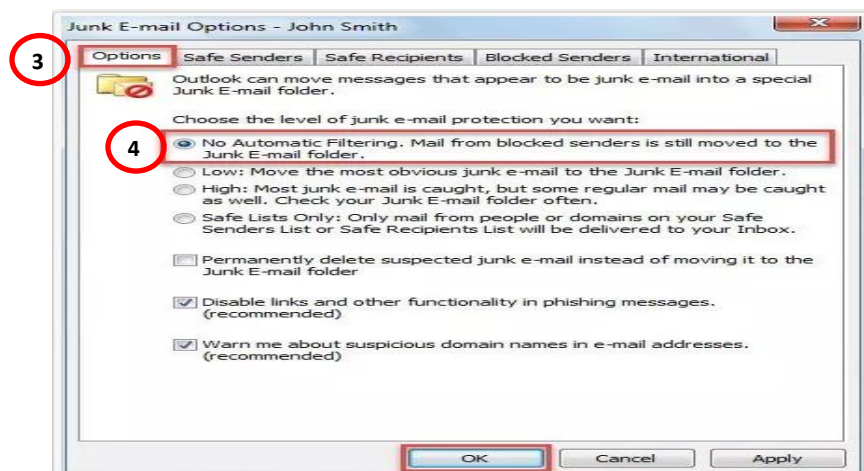 Junk E-mail Options - John Smith
3
Options Safe Senders Safe Recipients Blocked Senders International
Outlook can move messages that appear to be junk e-mail into a special
Junk E-mail folder.
Choose the level of junk e-mail protection you want:
4
No Automatic Filtering. Mail from blocked senders is still moved to the
Junk E-mail folder.
Low: Move the most obvious junk e-mail to the Junk E-mail folder.
High: Most junk e-mail is caught, but some regular mail may be caught
as well. Check your Junk E-mail folder often.
Safe Lists Only: Only mail from people or domains on your Safe
Senders List or Safe Recipients List will be delivered to your Inbox.
Permanently delete suspected junk e-mail instead of moving it to the
Junk E-mail folder
Disable links and other functionality in phishing messages.
(recommended)
Warn me about suspicious domain names in e-mail addresses.
(recommended)
OK Cancel Apply